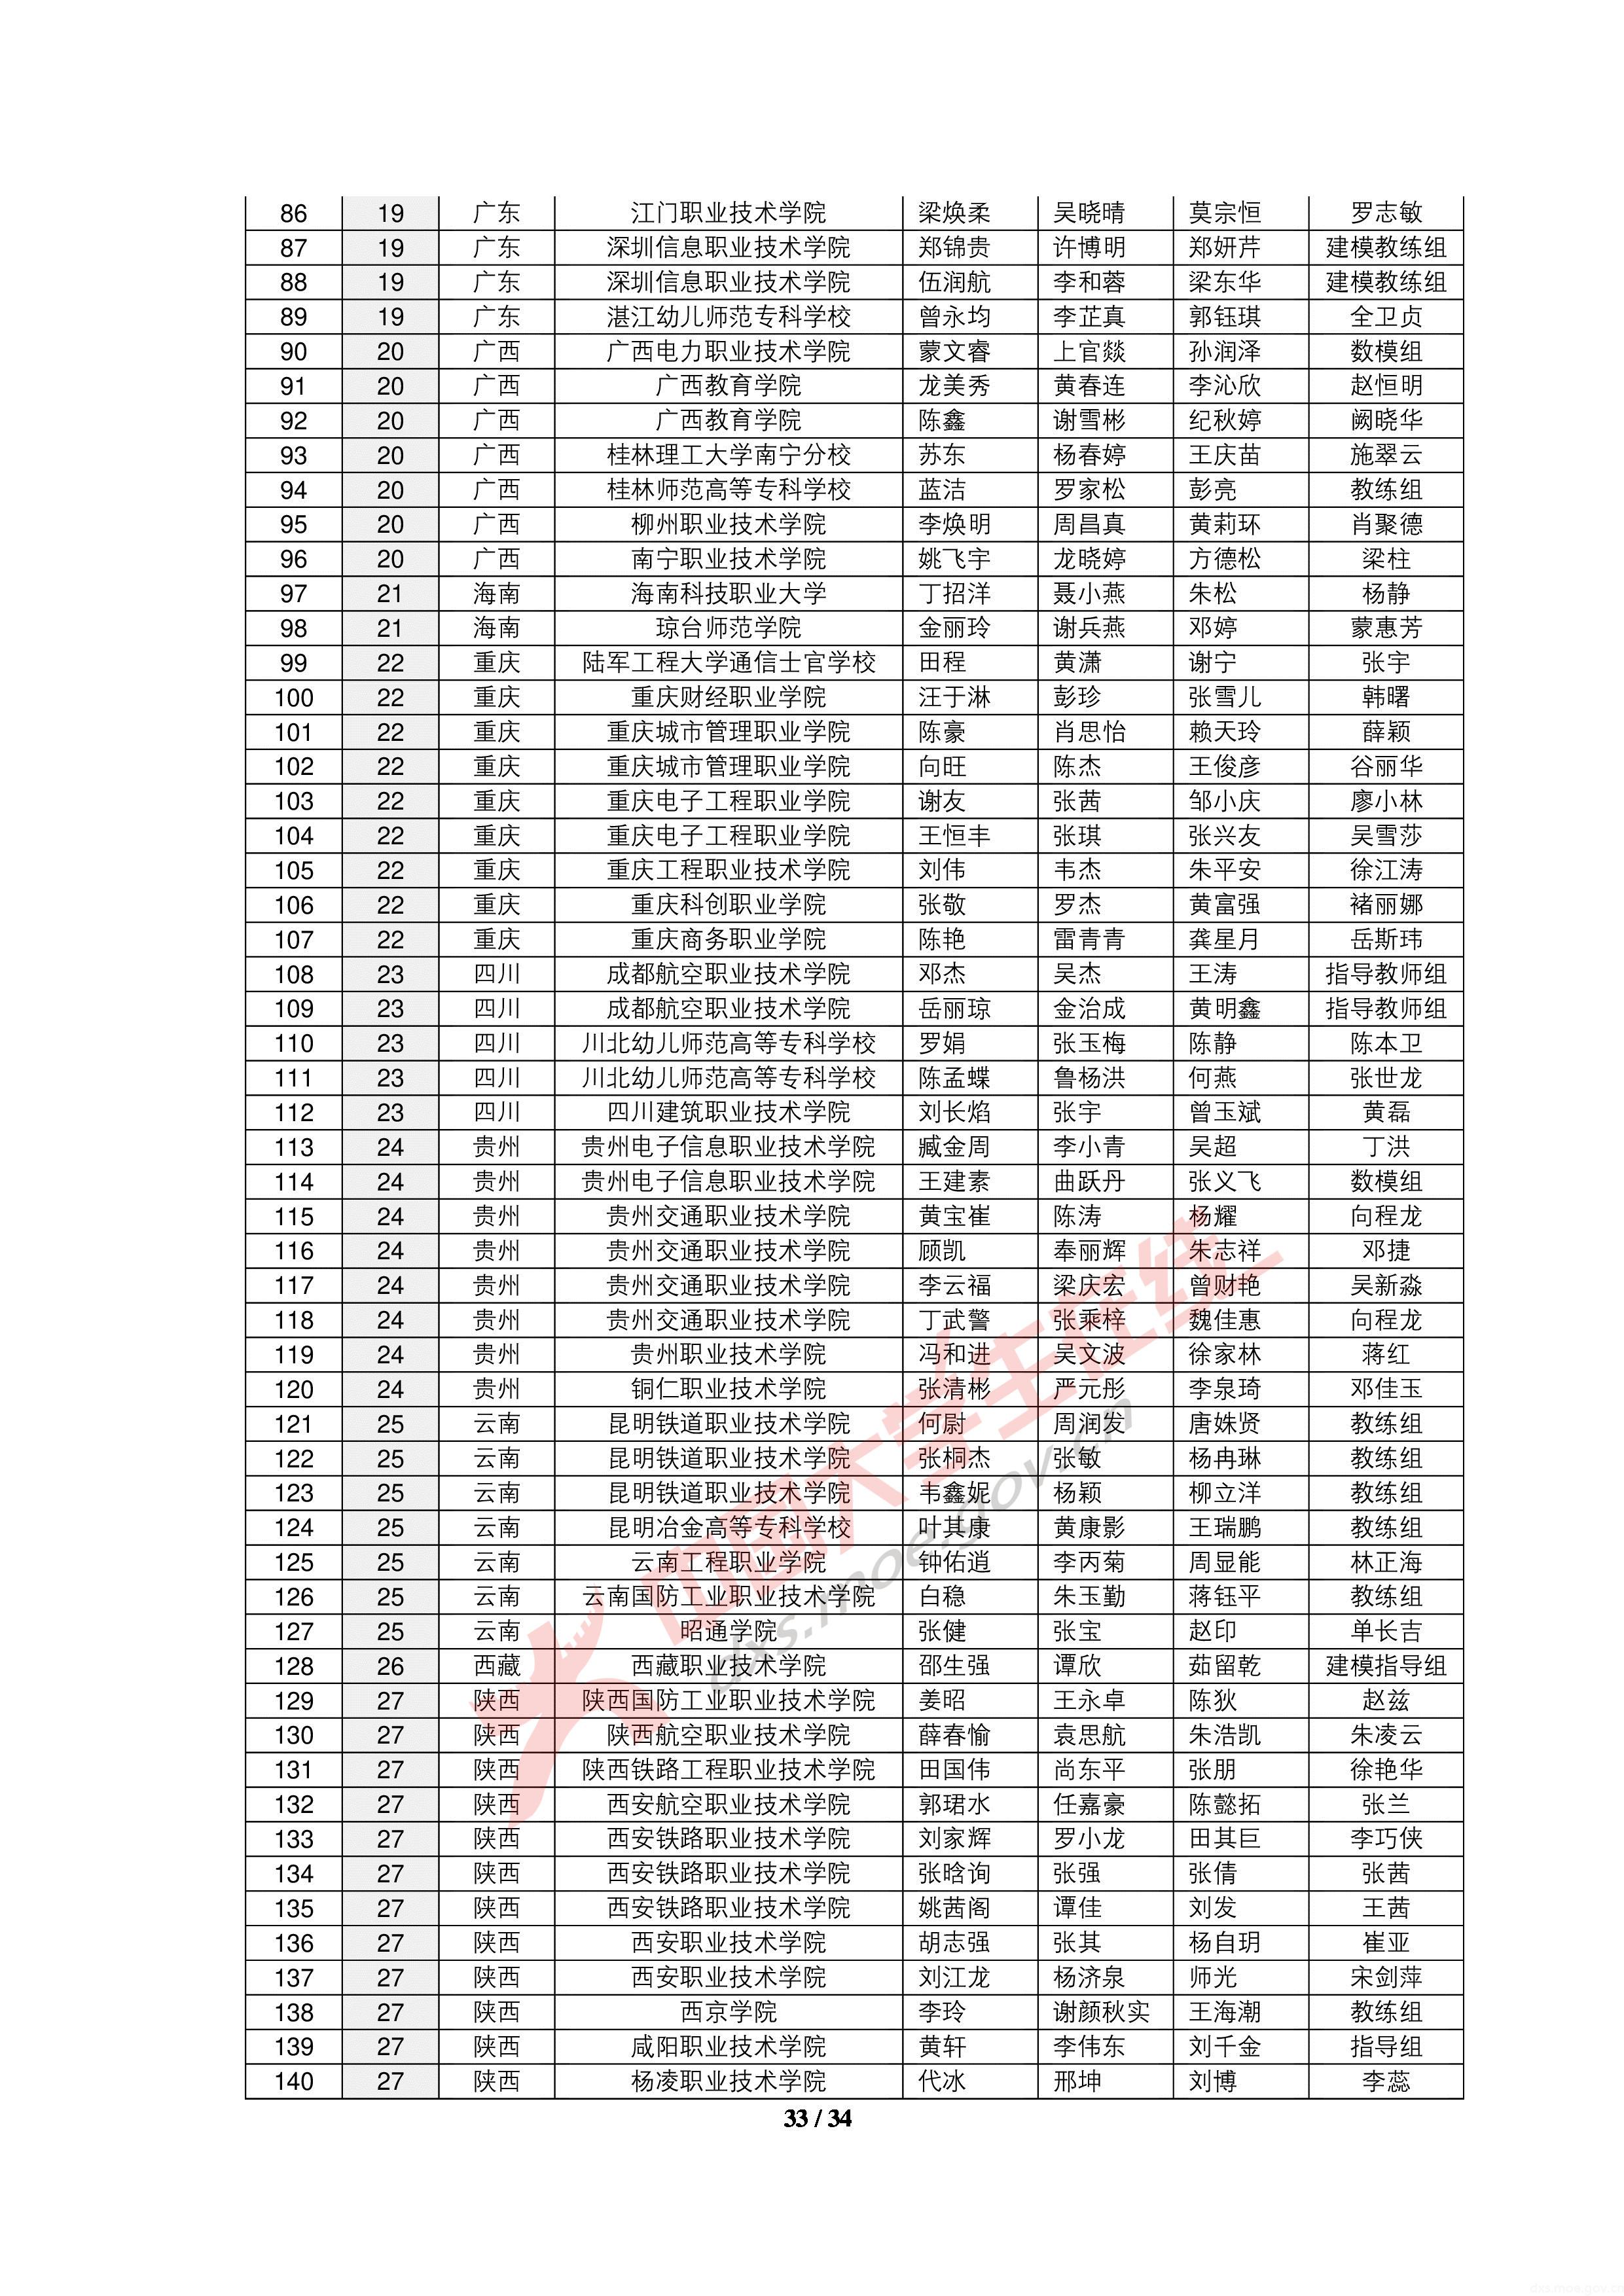 86 19 广东 江门职业技术学院 梁焕柔 吴晓晴 莫宗恒 罗志敏
87 19 广东 深圳信息职业技术学院 郑锦贵 许博明 郑妍芹 建模教练组
88 19 广东 深圳信息职业技术学院 伍润航 李和蓉 梁东华 建模教练组
89 19 广东 湛江幼儿师范专科学校 曾永均 李芷真 郭钰琪 全卫贞
90 20 广西 广西电力职业技术学院 蒙文睿 上官燚 孙润泽 数模组
91 20 广西 广西教育学院 龙美秀 黄春连 李沁欣 赵恒明
92 20 广西 广西教育学院 陈鑫 谢雪彬 纪秋婷 阙晓华
93 20 广西 桂林理工大学南宁分校 苏东 杨春婷 王庆苗 施翠云
94 20 广西 桂林师范高等专科学校 蓝洁 罗家松 彭亮 教练组
95 20 广西 柳州职业技术学院 李焕明 周昌真 黄莉环 肖聚德
96 20 广西 南宁职业技术学院 姚飞宇 龙晓婷 方德松 梁柱
97 21 海南 海南科技职业大学 丁招洋 聂小燕 朱松 杨静
98 21 海南 琼台师范学院 金丽玲 谢兵燕 邓婷 蒙惠芳
99 22 重庆 陆军工程大学通信士官学校 田程 黄潇 谢宁 张宇
100 22 重庆 重庆财经职业学院 汪于淋 彭珍 张雪儿 韩曙
101 22 重庆 重庆城市管理职业学院 陈豪 肖思怡 赖天玲 薛颖
102 22 重庆 重庆城市管理职业学院 向旺 陈杰 王俊彦 谷丽华
103 22 重庆 重庆电子工程职业学院 谢友 张茜 邹小庆 廖小林
104 22 重庆 重庆电子工程职业学院 王恒丰 张琪 张兴友 吴雪莎
105 22 重庆 重庆工程职业技术学院 刘伟 韦杰 朱平安 徐江涛
106 22 重庆 重庆科创职业学院 张敬 罗杰 黄富强 褚丽娜
107 22 重庆 重庆商务职业学院 陈艳 雷青青 龚星月 岳斯玮
108 23 四川 成都航空职业技术学院 邓杰 吴杰 王涛 指导教师组
109 23 四川 成都航空职业技术学院 岳丽琼 金治成 黄明鑫 指导教师组
110 23 四川 川北幼儿师范高等专科学校 罗娟 张玉梅 陈静 陈本卫
111 23 四川 川北幼儿师范高等专科学校 陈孟蝶 鲁杨洪 何燕 张世龙
112 23 四川 四川建筑职业技术学院 刘长焰 张宇 曾玉斌 黄磊
113 24 贵州 贵州电子信息职业技术学院 臧金周 李小青 吴超 丁洪
114 24 贵州 贵州电子信息职业技术学院 王建素 曲跃丹 张义飞 数模组
115 24 贵州 贵州交通职业技术学院 黄宝崔 陈涛 杨耀 向程龙
116 24 贵州 贵州交通职业技术学院 顾凯 奉丽辉 朱志祥 邓捷
117 24 贵州 贵州交通职业技术学院 李云福 梁庆宏 曾财艳 吴新淼
118 24 贵州 贵州交通职业技术学院 丁武警 张秉梓 魏佳惠 向程龙
119 24 贵州 贵州职业技术学院 冯和进 吴文波 徐家林 蒋红
120 24 贵州 铜仁职业技术学院 张清彬 严元彤 李泉琦 邓佳玉
121 25 云南 昆明铁道职业技术学院 何尉 周润发 唐姝贤 教练组
122 25 云南 昆明铁道职业技术学院 张桐杰 张敏 杨冉琳 教练组
123 25 云南 昆明铁道职业技术学院 韦鑫妮 杨颖 柳立洋 教练组
124 25 云南 昆明冶金高等专科学校 叶其康 黄康影 王瑞鹏 教练组
125 25 云南 云南工程职业学院 钟佑逍 李丙菊 周显能 林正海
126 25 云南 云南国防工业职业技术学院 白稳 朱玉勤 蒋钰平 教练组
127 25 云南 昭通学院 张健 张宝 赵印 单长吉
128 26 西藏 西藏职业技术学院 邵生强 谭欣 茹留乾 建模指导组
129 27 陕西 陕西国防工业职业技术学院 姜昭 王永卓 陈狄 赵兹
130 27 陕西 陕西航空职业技术学院 薛春愉 袁思航 朱浩凯 朱凌云
131 27 陕西 陕西铁路工程职业技术学院 田国伟 尚东平 张朋 徐艳华
132 27 陕西 西安航空职业技术学院 郭珺水 任嘉豪 陈懿拓 张兰
133 27 陕西 西安铁路职业技术学院 刘家辉 罗小龙 田其巨 李巧侠
134 27 陕西 西安铁路职业技术学院 张晗询 张强 张倩 张茜
135 27 陕西 西安铁路职业技术学院 姚茜阁 谭佳 刘发 王茜
136 27 陕西 西安职业技术学院 胡志强 张其 杨自玥 崔亚
137 27 陕西 西安职业技术学院 刘江龙 杨济泉 师光 宋剑萍
138 27 陕西 西京学院 李玲 谢颜秋实 王海潮 教练组
139 27 陕西 咸阳职业技术学院 黄轩 李伟东 刘千金 指导组
140 27 陕西 杨凌职业技术学院 代冰 邢坤 刘博 李蕊
中国大学生在线
dxs.moe.gov.cn
33 / 34